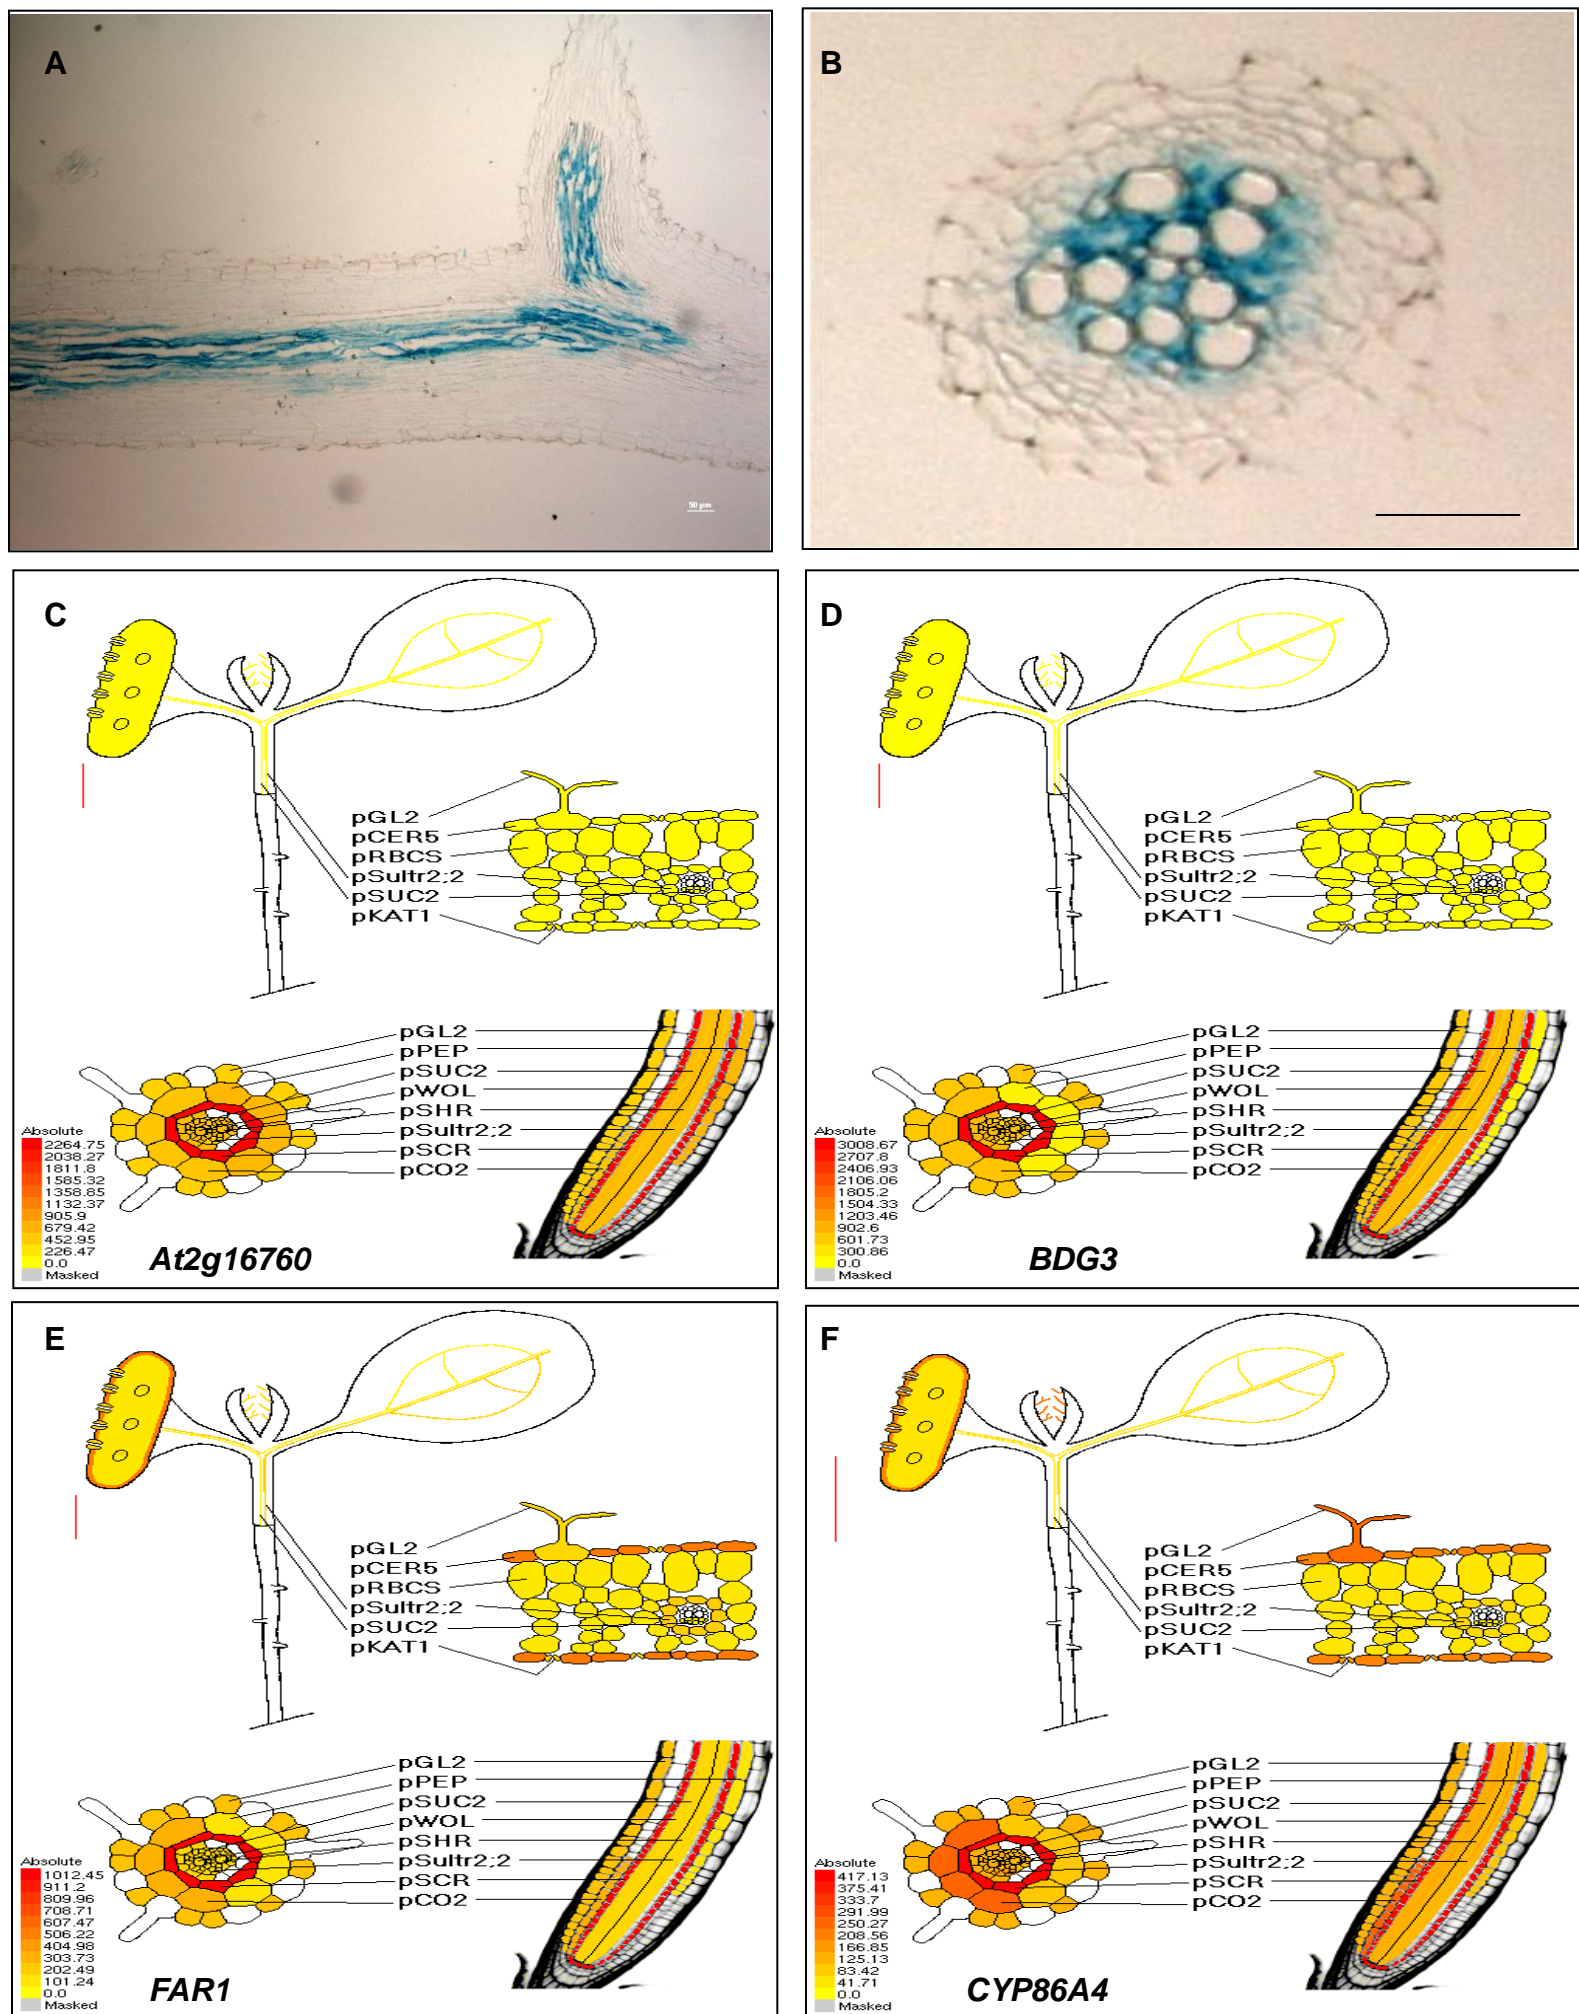 A
50 µm
B
C
pGL2
pCER5
pRBCS
pSultr2;2
pSUC2
pKAT1
pGL2
pPEP
pSUC2
pWOL
pSHR
pSultr2;2
pSCR
pCO2
Absolute
2264.75
2038.27
1811.8
1585.32
1358.85
1132.37
905.9
679.42
452.95
226.47
0.0
Masked
At2g16760
D
pGL2
pCER5
pRBCS
pSultr2;2
pSUC2
pKAT1
pGL2
pPEP
pSUC2
pWOL
pSHR
pSultr2;2
pSCR
pCO2
Absolute
3008.67
2707.8
2406.93
2106.06
1805.2
1504.33
1203.46
902.6
601.73
300.86
0.0
Masked
BDG3
E
pGL2
pCER5
pRBCS
pSultr2;2
pSUC2
pKAT1
pGL2
pPEP
pSUC2
pWOL
pSHR
pSultr2;2
pSCR
pCO2
Absolute
1012.45
911.2
809.96
708.71
607.47
506.22
404.98
303.73
202.49
101.24
0.0
Masked
FAR1
F
pGL2
pCER5
pRBCS
pSultr2;2
pSUC2
pKAT1
pGL2
pPEP
pSUC2
pWOL
pSHR
pSultr2;2
pSCR
pCO2
Absolute
417.13
375.41
333.7
291.99
250.27
208.56
166.85
125.13
83.42
41.71
0.0
Masked
CYP86A4